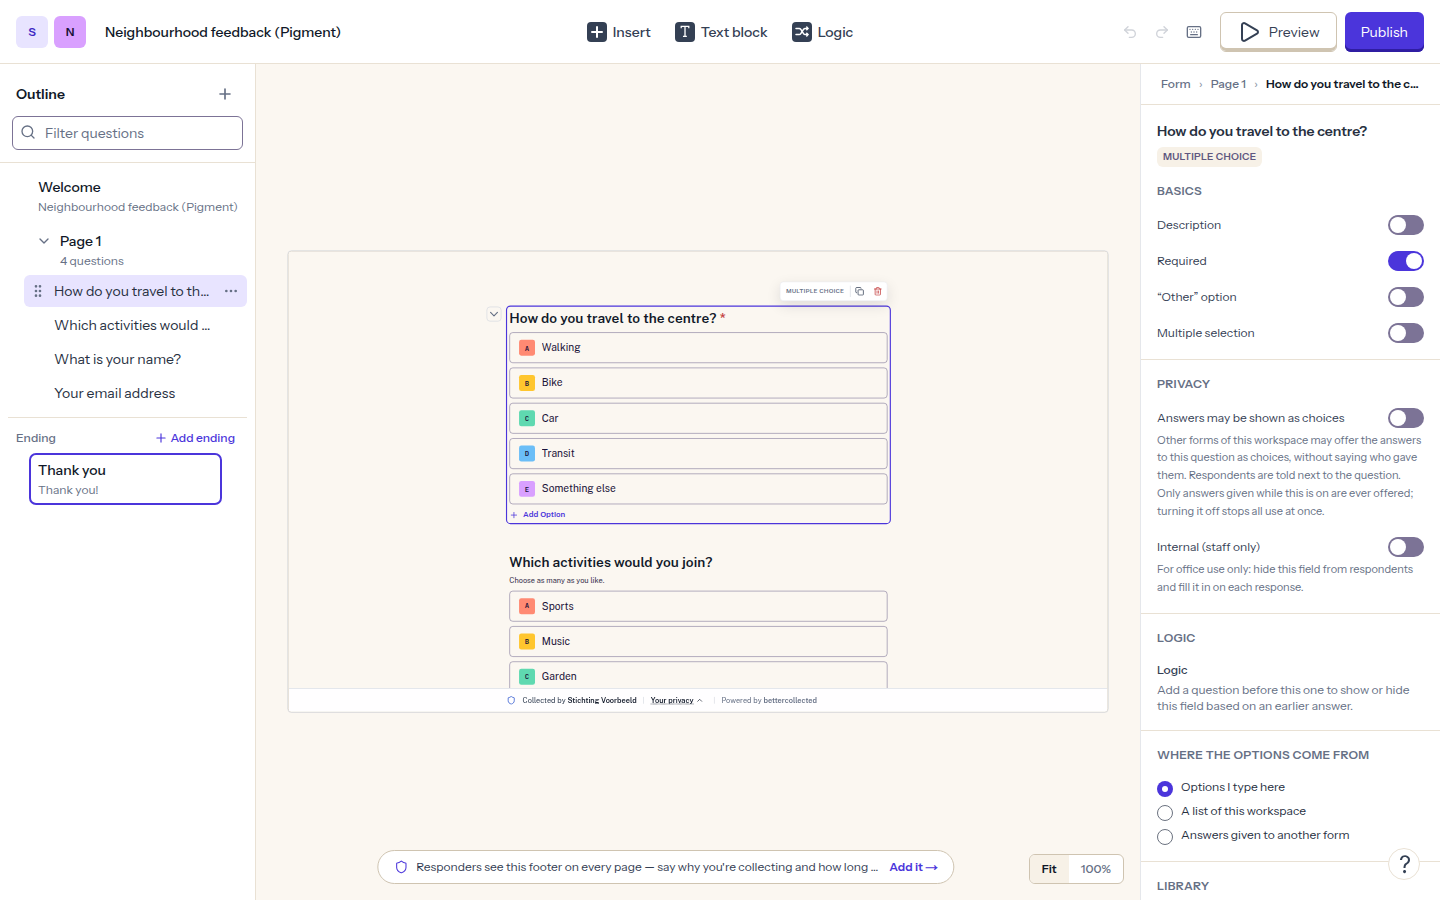 S
N
Neighbourhood feedback (Pigment)
Insert
Text block
Logic
Preview
Publish
Outline
Filter questions
Welcome
Neighbourhood feedback (Pigment)
Page 1
4 questions
How do you travel to th...
Which activities would ...
What is your name?
Your email address
Ending
Add ending
Thank you
Thank you!
MULTIPLE CHOICE
How do you travel to the centre? *
A Walking
B Bike
C Car
D Transit
E Something else
Add Option
Which activities would you join?
Choose as many as you like.
A Sports
B Music
C Garden
Collected by Stichting Voorbeeld
Your privacy
Powered by bettercollected
Responders see this footer on every page — say why you're collecting and how long ...
Add it →
Fit
100%
Form › Page 1 › How do you travel to the c...
How do you travel to the centre?
MULTIPLE CHOICE
BASICS
Description
Required
“Other” option
Multiple selection
PRIVACY
Answers may be shown as choices
Other forms of this workspace may offer the answers
to this question as choices, without saying who gave
them. Respondents are told next to the question.
Only answers given while this is on are ever offered;
turning it off stops all use at once.
Internal (staff only)
For office use only: hide this field from respondents
and fill it in on each response.
LOGIC
Logic
Add a question before this one to show or hide
this field based on an earlier answer.
WHERE THE OPTIONS COME FROM
Options I type here
A list of this workspace
Answers given to another form
?
LIBRARY